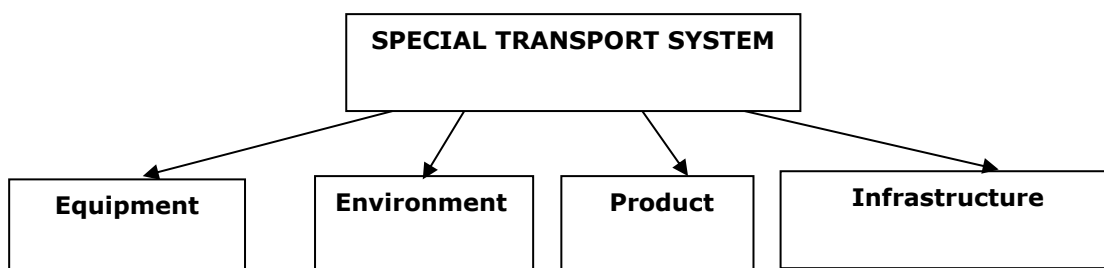 SPECIAL TRANSPORT SYSTEM
Equipment
Environment
Product
Infrastructure